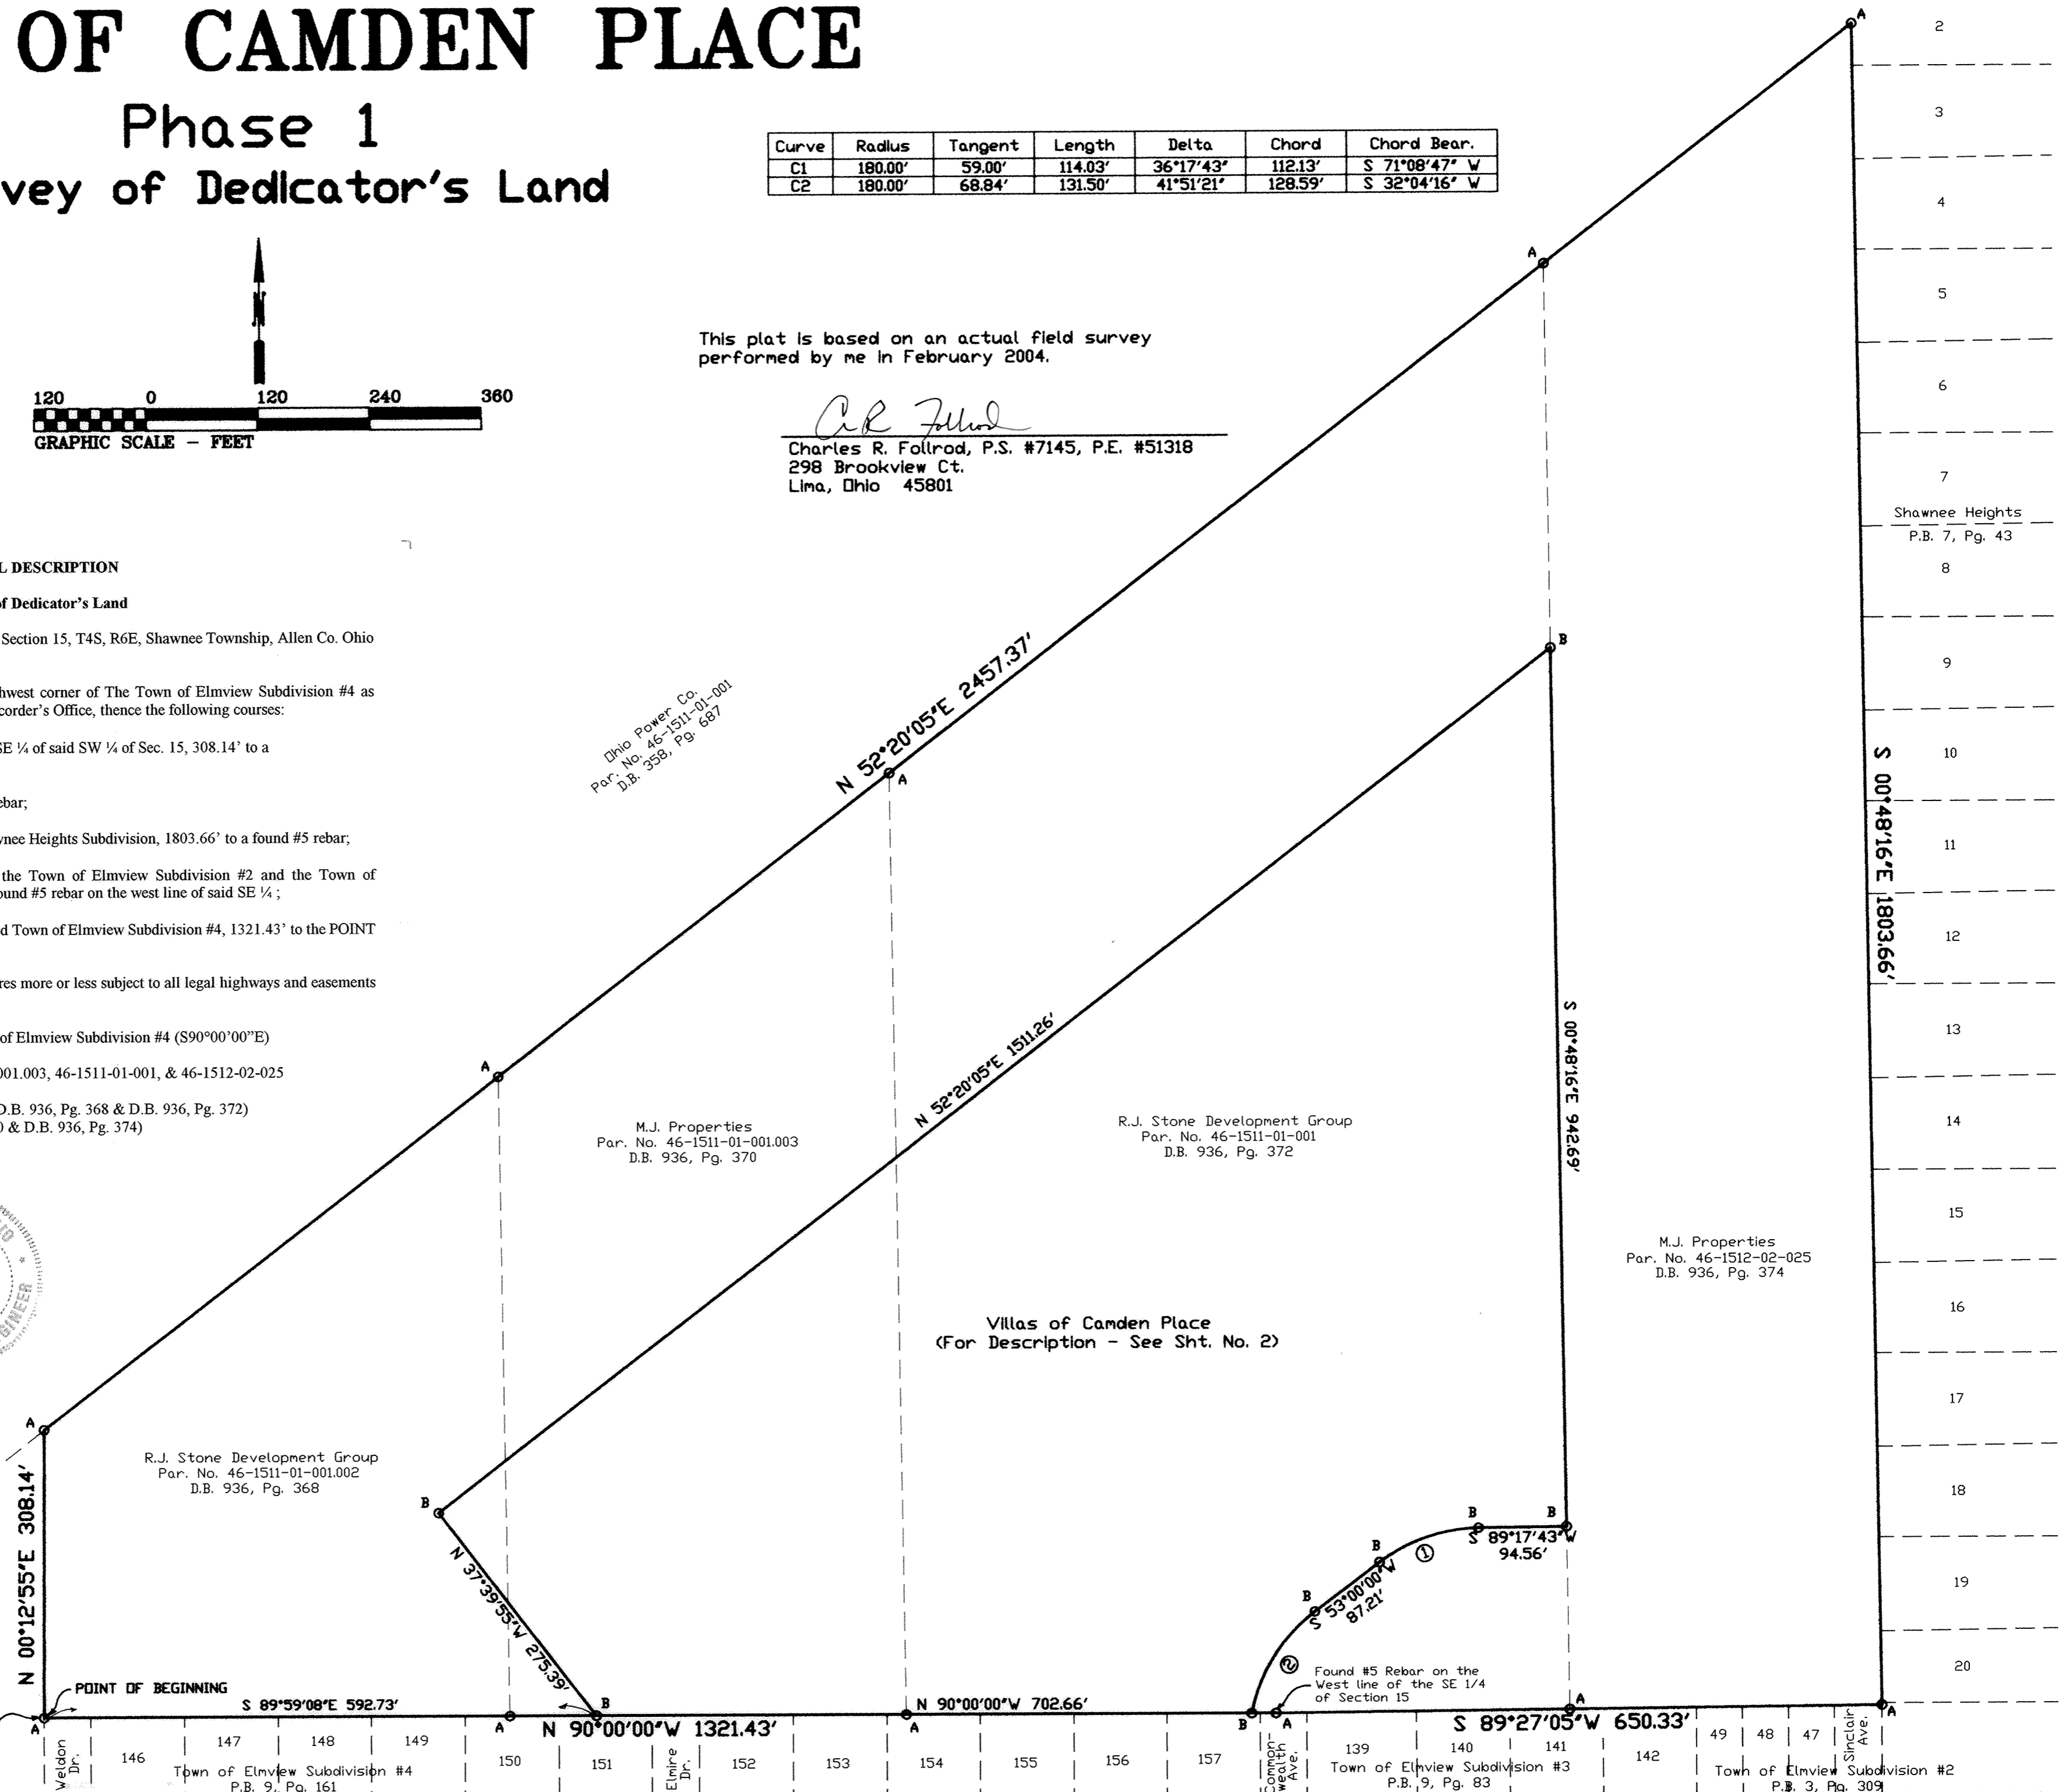 OF CAMDEN PLACE
Phase 1
vey of Dedicator's Land
Curve Radius Tangent Length Delta Chord Chord Bear.
C1 180.00' 59.00' 114.03' 36°17'43" 112.13' S 71°08'47" W
C2 180.00' 68.84' 131.50' 41°51'21" 128.59' S 32°04'16" W
N
120 0 120 240 360
GRAPHIC SCALE - FEET
This plat is based on an actual field survey
performed by me in February 2004.
Charles R. Follrod, P.S. #7145, P.E. #51318
298 Brookview Ct.
Lima, Ohio 45801
L DESCRIPTION
of Dedicator's Land
Section 15, T4S, R6E, Shawnee Township, Allen Co. Ohio
hwest corner of The Town of Elmview Subdivision #4 as
corder's Office, thence the following courses:
SE ¼ of said SW ¼ of Sec. 15, 308.14' to a
ebar;
wnee Heights Subdivision, 1803.66' to a found #5 rebar;
the Town of Elmview Subdivision #2 and the Town of
ound #5 rebar on the west line of said SE ¼ ;
d Town of Elmview Subdivision #4, 1321.43' to the POINT
res more or less subject to all legal highways and easements
of Elmview Subdivision #4 (S90°00'00"E)
001.003, 46-1511-01-001, & 46-1512-02-025
D.B. 936, Pg. 368 & D.B. 936, Pg. 372)
0 & D.B. 936, Pg. 374)
GINEER
Ohio Power Co.
Par. No. 46-1511-01-001
D.B. 358, Pg. 687
N 52°20'05"E 2457.37'
N 52°20'05"E 1511.26'
S 00°48'16"E 942.69'
S 00°48'16"E 1803.66'
A
A
A
A
A
B
B
B
B
B
B
B
B
A
A
A
A
A
A
2
3
4
5
6
7
Shawnee Heights
P.B. 7, Pg. 43
8
9
10
11
12
13
14
15
16
17
18
19
20
M.J. Properties
Par. No. 46-1511-01-001.003
D.B. 936, Pg. 370
R.J. Stone Development Group
Par. No. 46-1511-01-001
D.B. 936, Pg. 372
M.J. Properties
Par. No. 46-1512-02-025
D.B. 936, Pg. 374
Villas of Camden Place
(For Description - See Sht. No. 2)
R.J. Stone Development Group
Par. No. 46-1511-01-001.002
D.B. 936, Pg. 368
N 00°12'55"E 308.14'
N 37°39'55"W 275.39'
S 89°17'43"W
94.56'
1
S 53°00'00"W
87.21'
2
Found #5 Rebar on the
West line of the SE 1/4
of Section 15
POINT OF BEGINNING
S 89°59'08"E 592.73'
N 90°00'00"W 702.66'
N 90°00'00"W 1321.43'
S 89°27'05"W 650.33'
Weldon
Dr.
146
147
148
149
150
151
Elmine
Dr.
152
153
154
155
156
157
Common-
wealth
Ave.
139
140
141
142
49
48
47
Sinclair
Ave.
Town of Elmview Subdivision #4
P.B. 9, Pg. 161
Town of Elmview Subdivision #3
P.B. 9, Pg. 83
Town of Elmview Subdivision #2
P.B. 3, Pg. 309